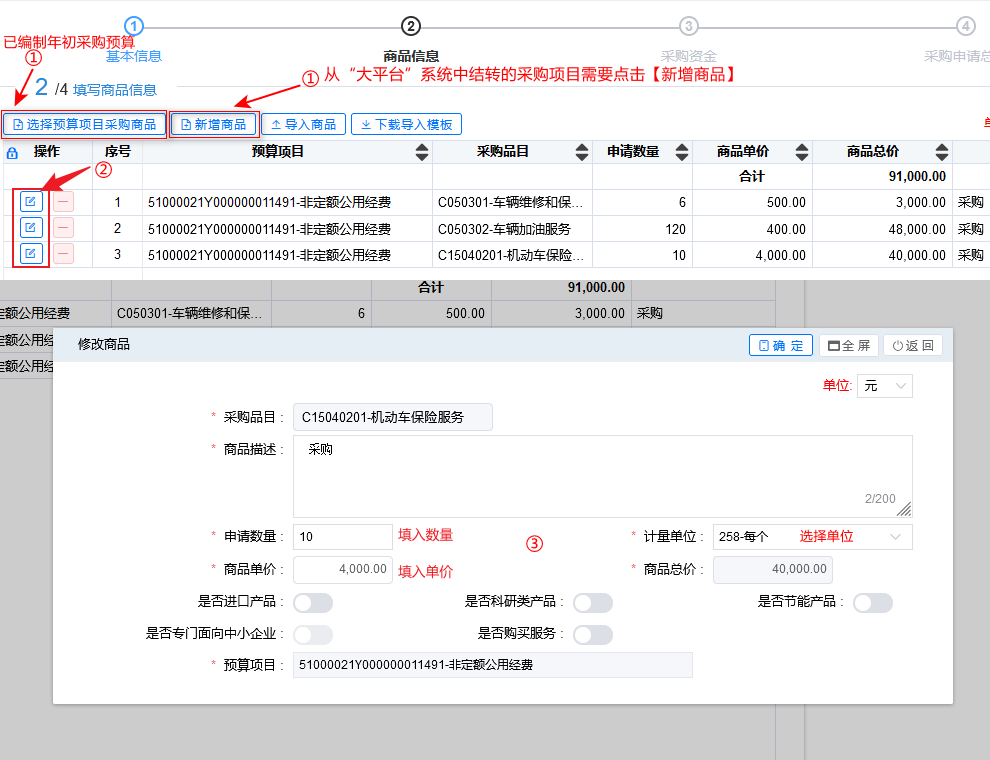 ① ② ③ ④
已编制年初采购预算
基本信息 商品信息 采购资金 采购申请总
① ①从“大平台”系统中结转的采购项目需要点击【新增商品】
2 /4 填写商品信息
选择预算项目采购商品 新增商品 导入商品 下载导入模板
操作 序号 预算项目 采购品目 申请数量 商品单价 商品总价
②
合计 91,000.00
1 51000021Y000000011491-非定额公用经费 C050301-车辆维修和保... 6 500.00 3,000.00 采购
2 51000021Y000000011491-非定额公用经费 C050302-车辆加油服务 120 400.00 48,000.00 采购
3 51000021Y000000011491-非定额公用经费 C15040201-机动车保险... 10 4,000.00 40,000.00 采购
合计 91,000.00
定额公用经费 C050301-车辆维修和保... 6 500.00 3,000.00 采购
定额公用经
定额公用经
修改商品 确 定 全 屏 返 回
单位: 元
* 采购品目 : C15040201-机动车保险服务
* 商品描述 : 采购
2/200
* 申请数量 : 10 填入数量 ③ * 计量单位 : 258-每个 选择单位
* 商品单价 : 4,000.00 填入单价 * 商品总价 : 40,000.00
是否进口产品 : 是否科研类产品 : 是否节能产品 :
是否专门面向中小企业 : 是否购买服务 :
* 预算项目 : 51000021Y000000011491-非定额公用经费